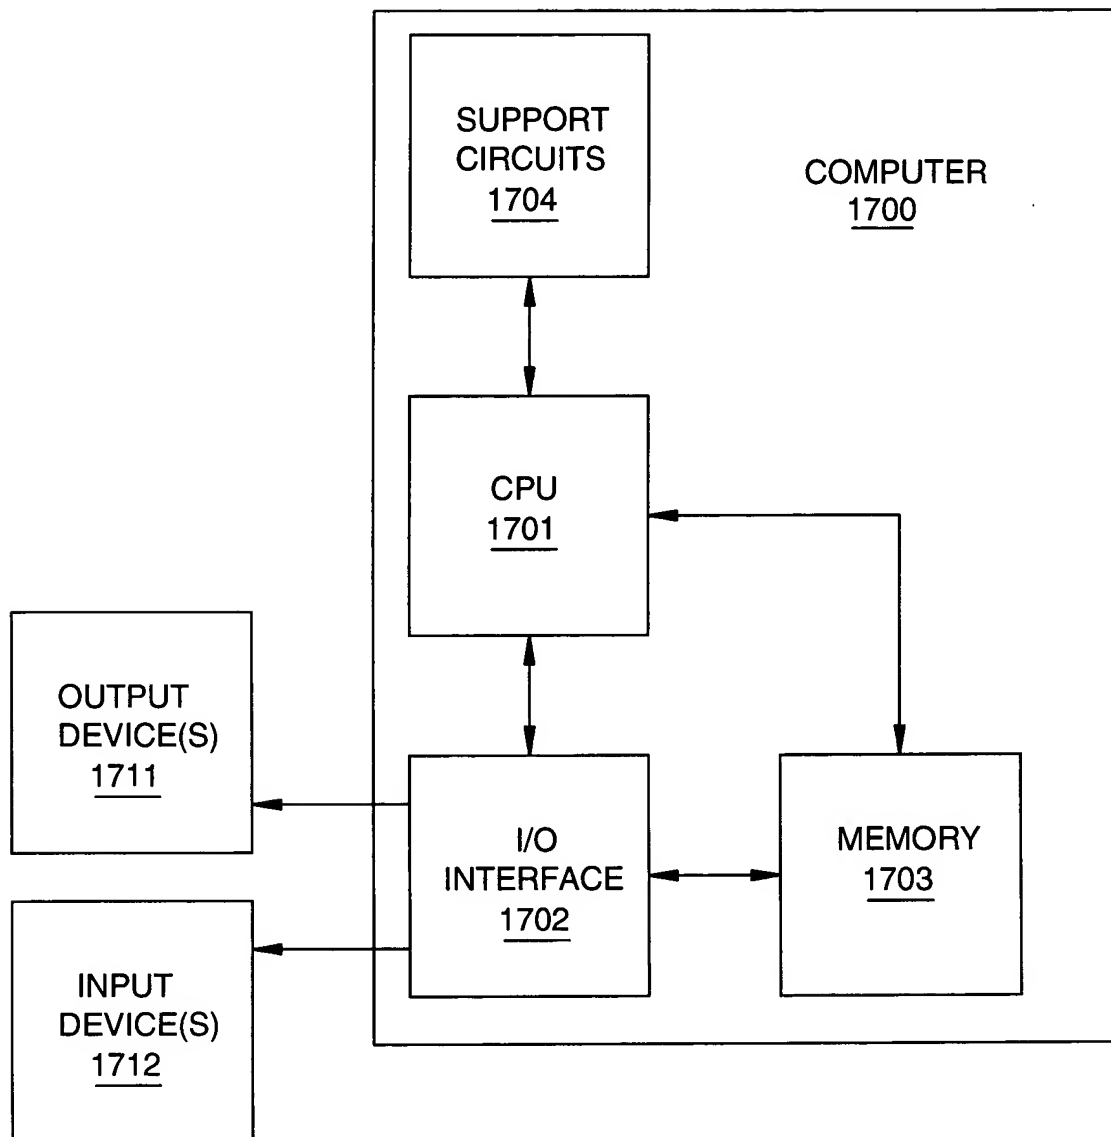 SUPPORT
CIRCUITS
1704
COMPUTER
1700
CPU
1701
OUTPUT
DEVICE(S)
1711
I/O
INTERFACE
1702
MEMORY
1703
INPUT
DEVICE(S)
1712